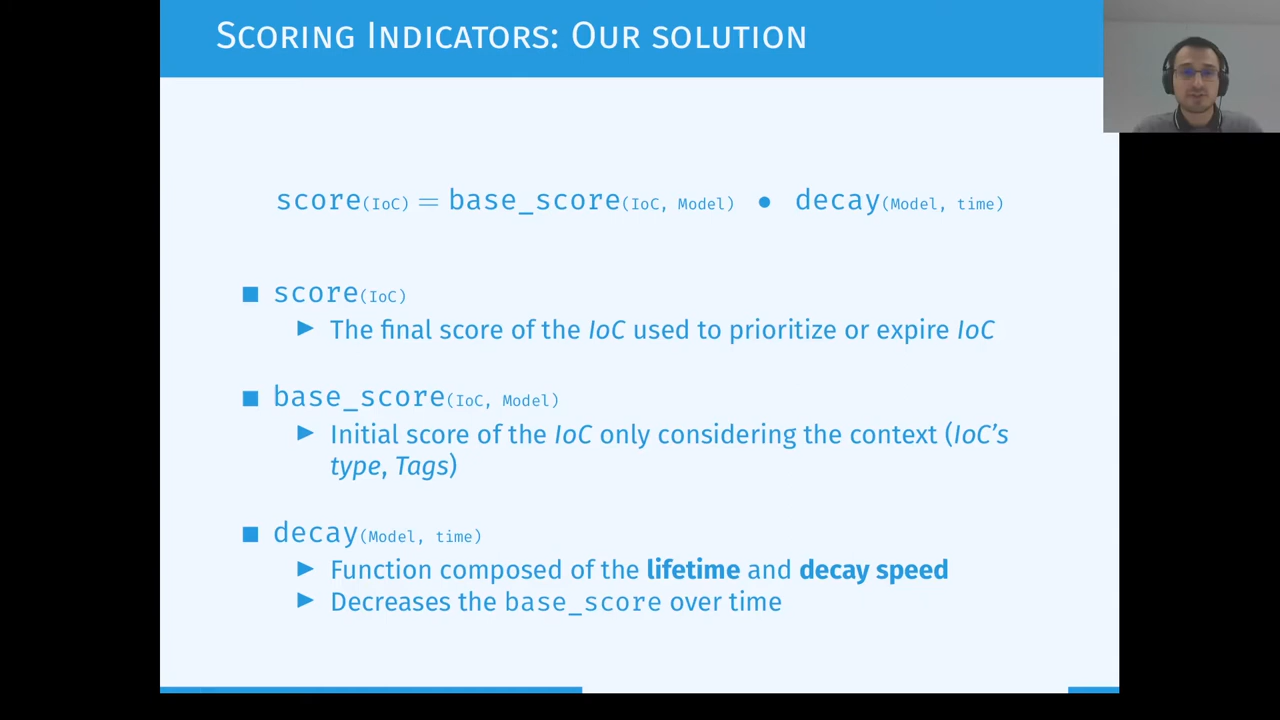 Scoring Indicators: Our solution
score(IoC) = base_score(IoC, Model) • decay(Model, time)
■ score(IoC)
▶ The final score of the IoC used to prioritize or expire IoC
■ base_score(IoC, Model)
▶ Initial score of the IoC only considering the context (IoC's
type, Tags)
■ decay(Model, time)
▶ Function composed of the lifetime and decay speed
▶ Decreases the base_score over time